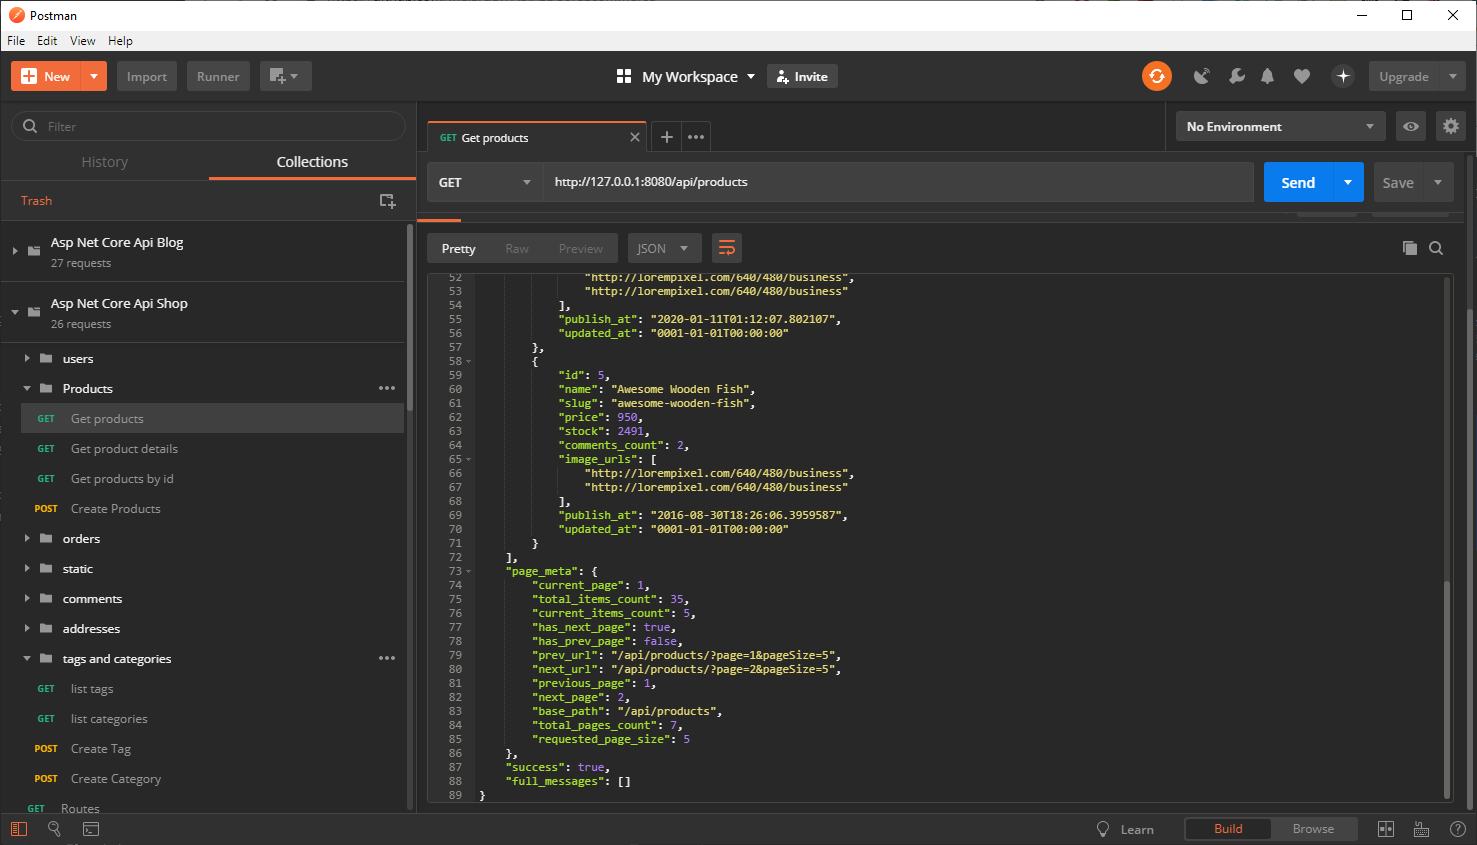 Postman
File Edit View Help
New Import Runner My Workspace Invite Upgrade
Filter
History Collections
Trash
Asp Net Core Api Blog
27 requests
Asp Net Core Api Shop
26 requests
users
Products
GET Get products
GET Get product details
GET Get products by id
POST Create Products
orders
static
comments
addresses
tags and categories
GET list tags
GET list categories
POST Create Tag
POST Create Category
GET Routes
GET Get products
No Environment
GET http://127.0.0.1:8080/api/products Send Save
Pretty Raw Preview JSON
52 "http://lorempixel.com/640/480/business",
53 "http://lorempixel.com/640/480/business"
54 ],
55 "publish_at": "2020-01-11T01:12:07.802107",
56 "updated_at": "0001-01-01T00:00:00"
57 },
58 {
59 "id": 5,
60 "name": "Awesome Wooden Fish",
61 "slug": "awesome-wooden-fish",
62 "price": 950,
63 "stock": 2491,
64 "comments_count": 2,
65 "image_urls": [
66 "http://lorempixel.com/640/480/business",
67 "http://lorempixel.com/640/480/business"
68 ],
69 "publish_at": "2016-08-30T18:26:06.3959587",
70 "updated_at": "0001-01-01T00:00:00"
71 }
72 ],
73 "page_meta": {
74 "current_page": 1,
75 "total_items_count": 35,
76 "current_items_count": 5,
77 "has_next_page": true,
78 "has_prev_page": false,
79 "prev_url": "/api/products/?page=1&pageSize=5",
80 "next_url": "/api/products/?page=2&pageSize=5",
81 "previous_page": 1,
82 "next_page": 2,
83 "base_path": "/api/products",
84 "total_pages_count": 7,
85 "requested_page_size": 5
86 },
87 "success": true,
88 "full_messages": []
89 }
Learn Build Browse